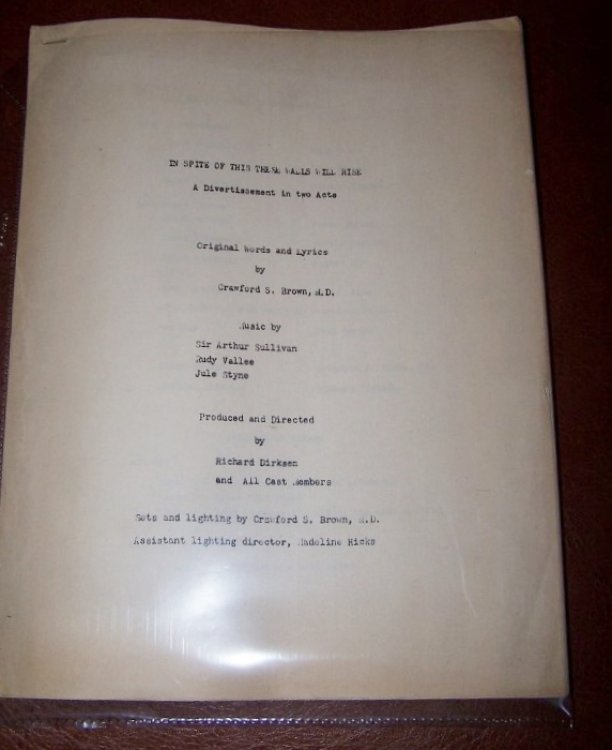 IN SPITE OF THIS THESE WALLS WILL RISE
A Divertissement in two Acts
Original Words and Lyrics
by
Crawford S. Brown, M.D.
Music by
Sir Arthur Sullivan
Rudy Vallee
Jule Styne
Produced and Directed
by
Richard Dirksen
and All Cast Members
Sets and lighting by Crawford S. Brown, M.D.
Assistant lighting director, Madeline Hicks